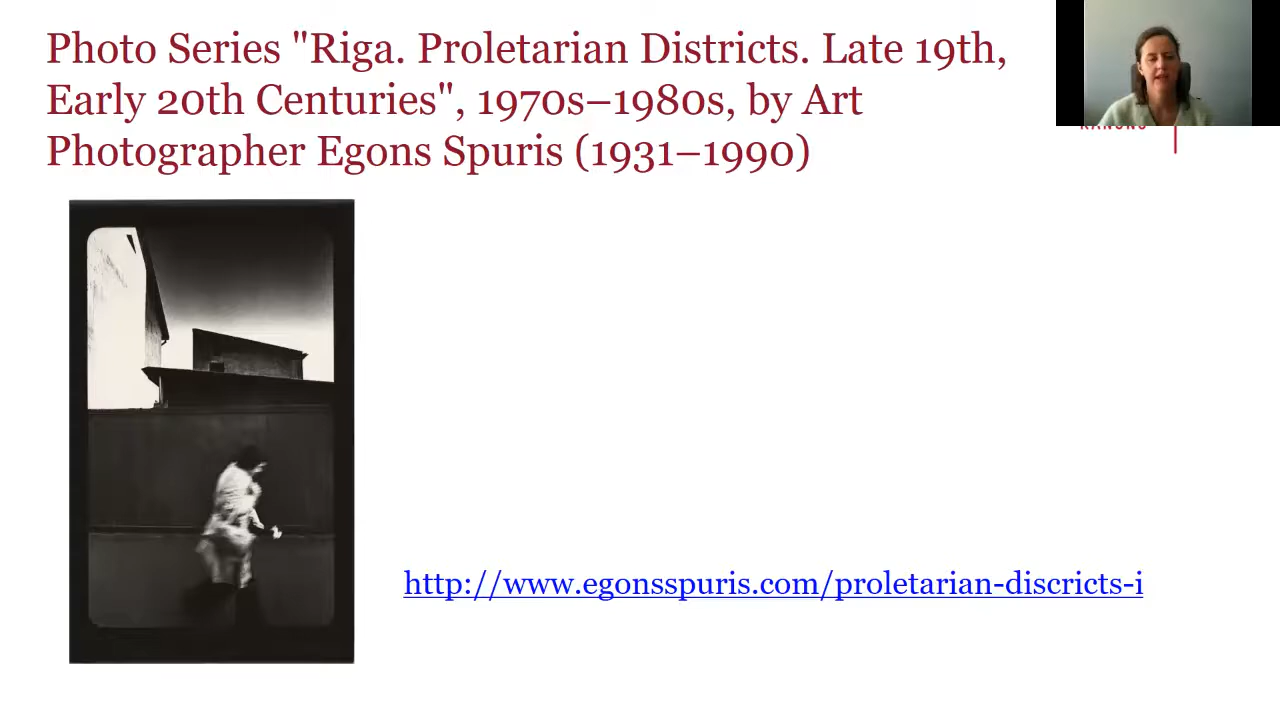 Photo Series "Riga. Proletarian Districts. Late 19th,
Early 20th Centuries", 1970s–1980s, by Art
Photographer Egons Spuris (1931–1990)
http://www.egonsspuris.com/proletarian-discricts-i